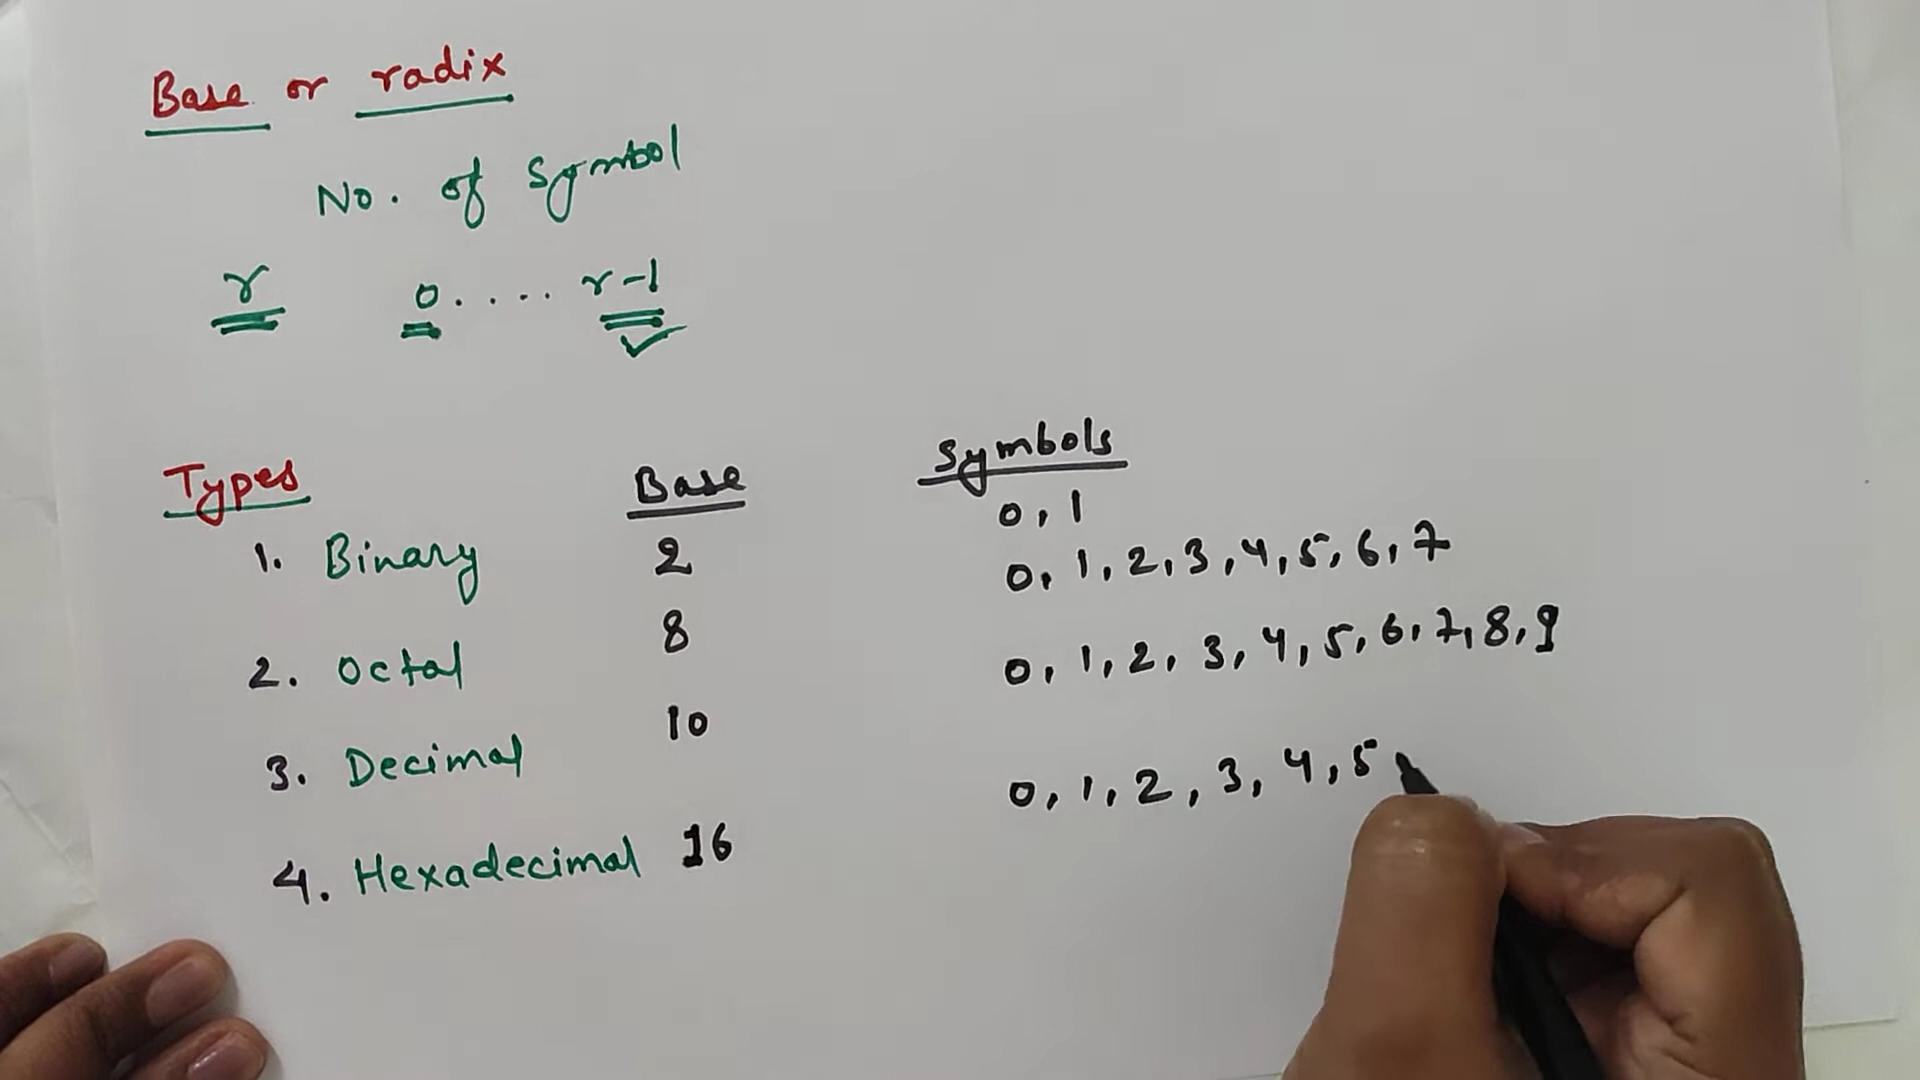 Base or radix
No. of symbol
r 0..... r-1
Types Base Symbols
0, 1
1. Binary 2 0, 1, 2, 3, 4, 5, 6, 7
2. Octal 8 0, 1, 2, 3, 4, 5, 6, 7, 8, 9
3. Decimal 10 0, 1, 2, 3, 4, 5
4. Hexadecimal 16